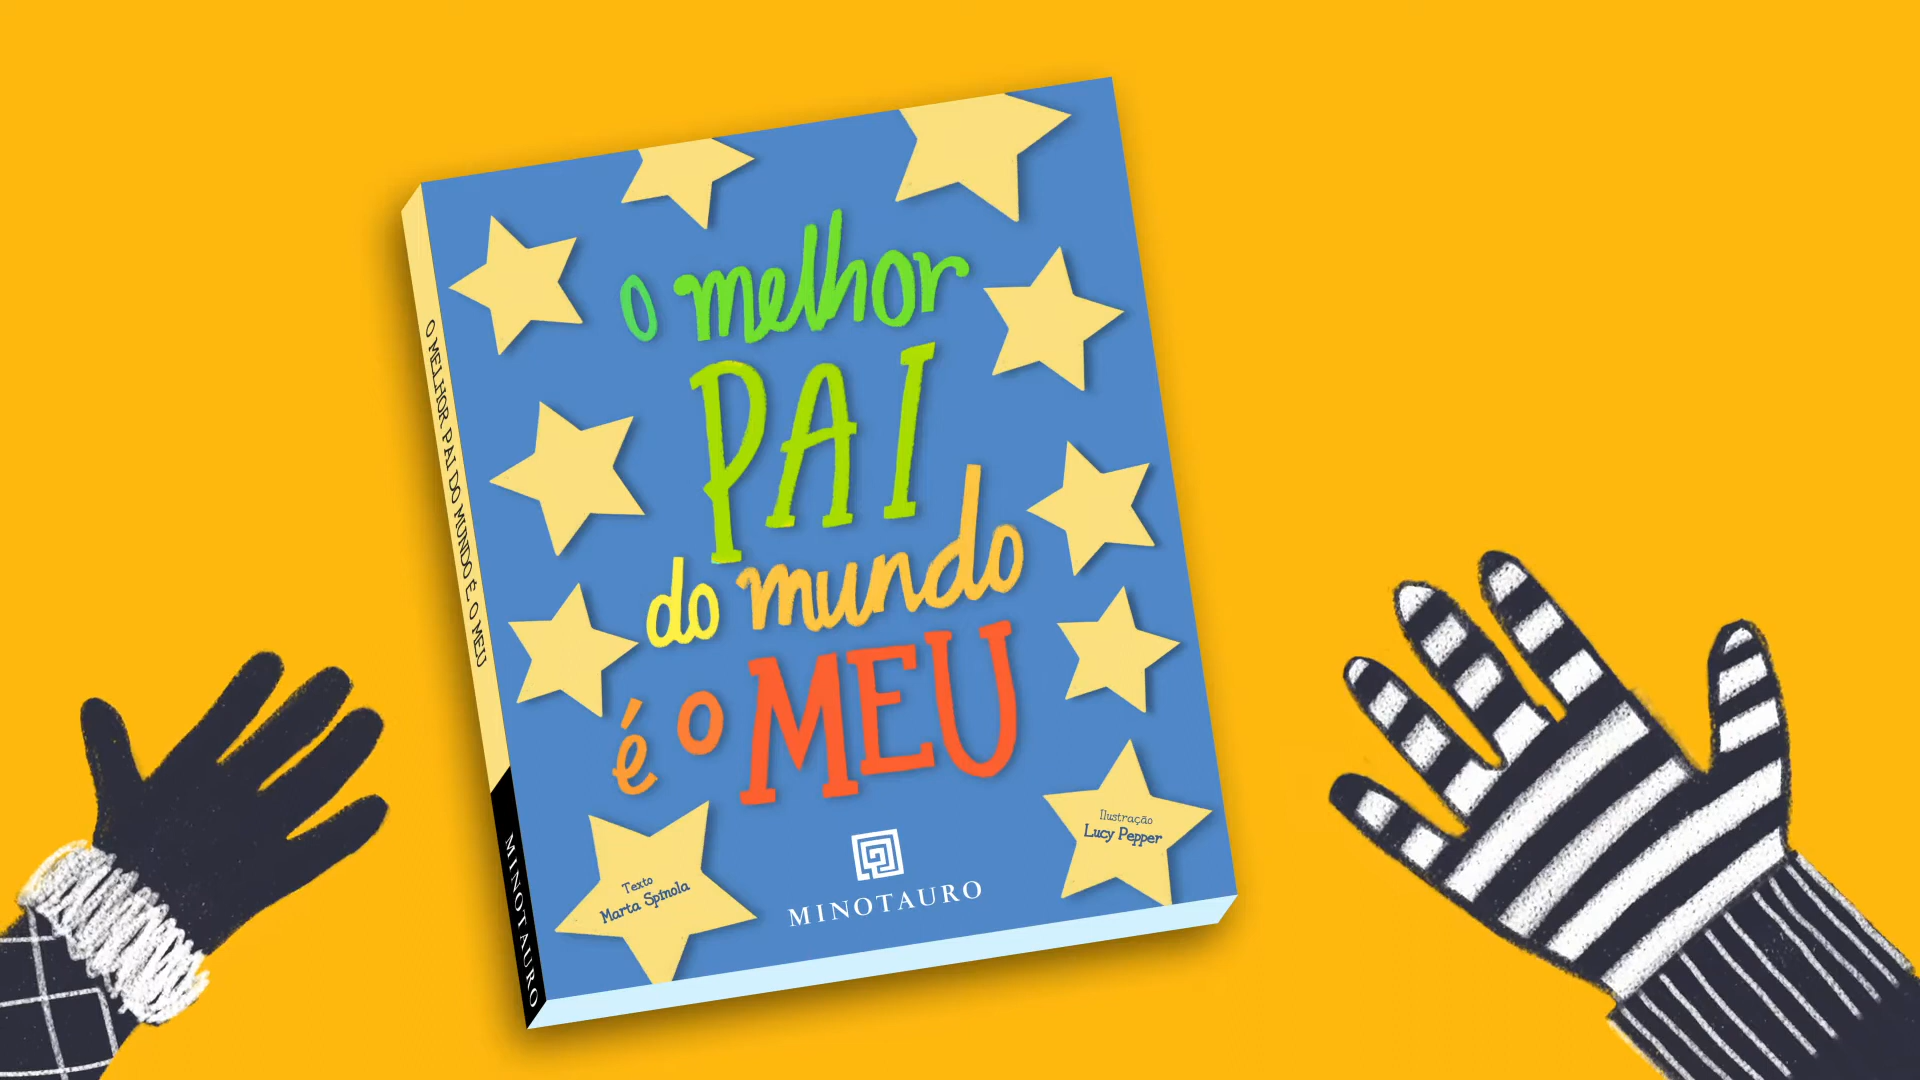 o melhor
PAI
do mundo
é o MEU
Texto
Marta Spínola
Ilustração
Lucy Pepper
MINOTAURO
O MELHOR PAI DO MUNDO É O MEU
MINOTAURO